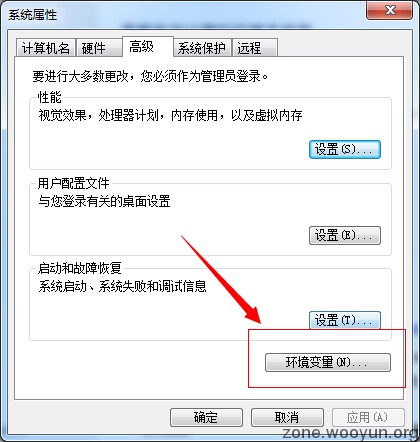 系统属性
计算机名 硬件 高级 系统保护 远程
要进行大多数更改，您必须作为管理员登录。
性能
视觉效果，处理器计划，内存使用，以及虚拟内存
设置(S)...
用户配置文件
与您登录有关的桌面设置
设置(E)...
启动和故障恢复
系统启动、系统失败和调试信息
设置(T)...
环境变量(N)...
确定 取消 应用(A)
zone.wooyun.org